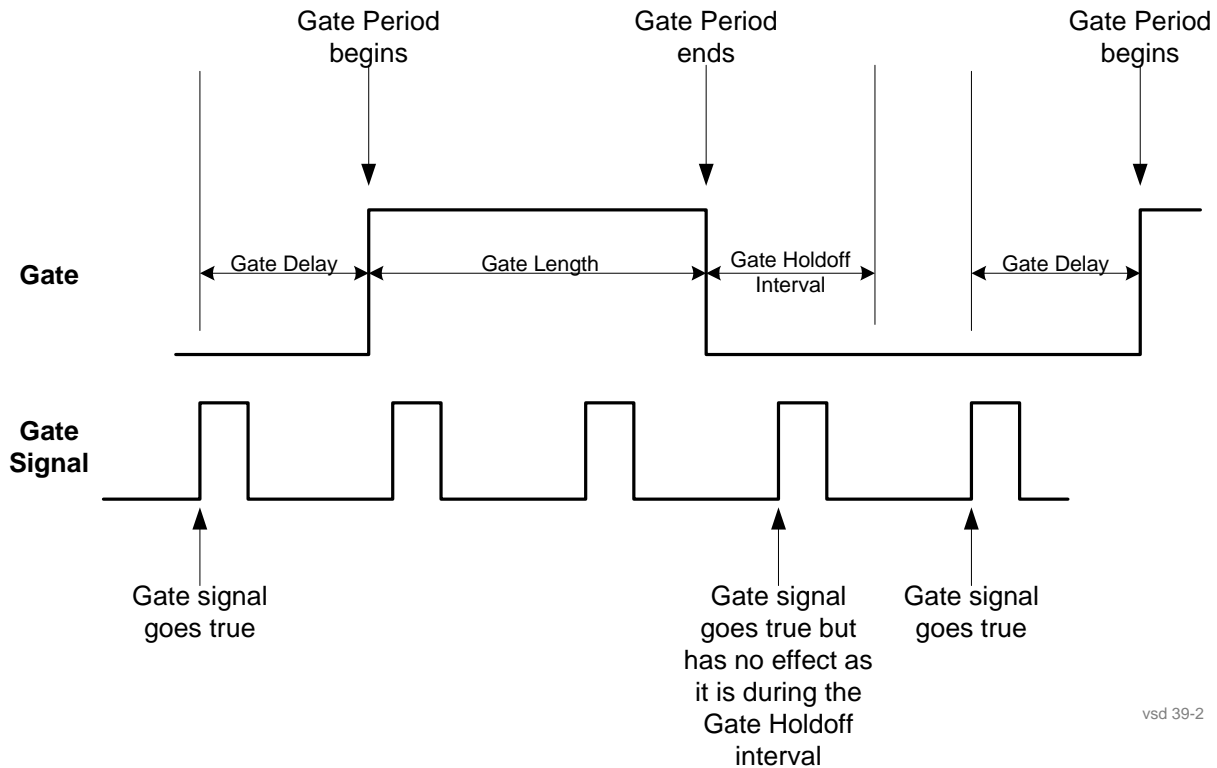 Gate Period
begins
Gate Period
ends
Gate Period
begins
Gate
Gate Delay
Gate Length
Gate Holdoff
Interval
Gate Delay
Gate
Signal
Gate signal
goes true
Gate signal
goes true but
has no effect as
it is during the
Gate Holdoff
interval
Gate signal
goes true
vsd 39-2